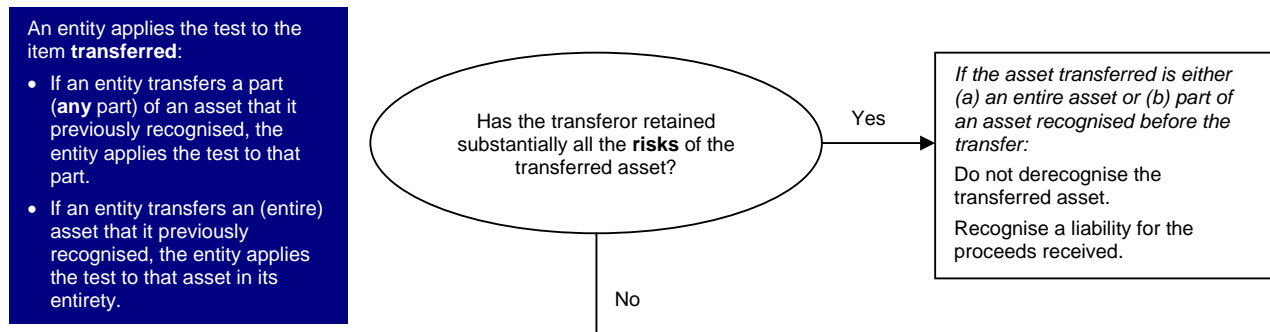 An entity applies the test to the
item transferred:
• If an entity transfers a part
(any part) of an asset that it
previously recognised, the
entity applies the test to that
part.
• If an entity transfers an (entire)
asset that it previously
recognised, the entity applies
the test to that asset in its
entirety.
Has the transferor retained
substantially all the risks of the
transferred asset?
Yes
If the asset transferred is either
(a) an entire asset or (b) part of
an asset recognised before the
transfer:
Do not derecognise the
transferred asset.
Recognise a liability for the
proceeds received.
No